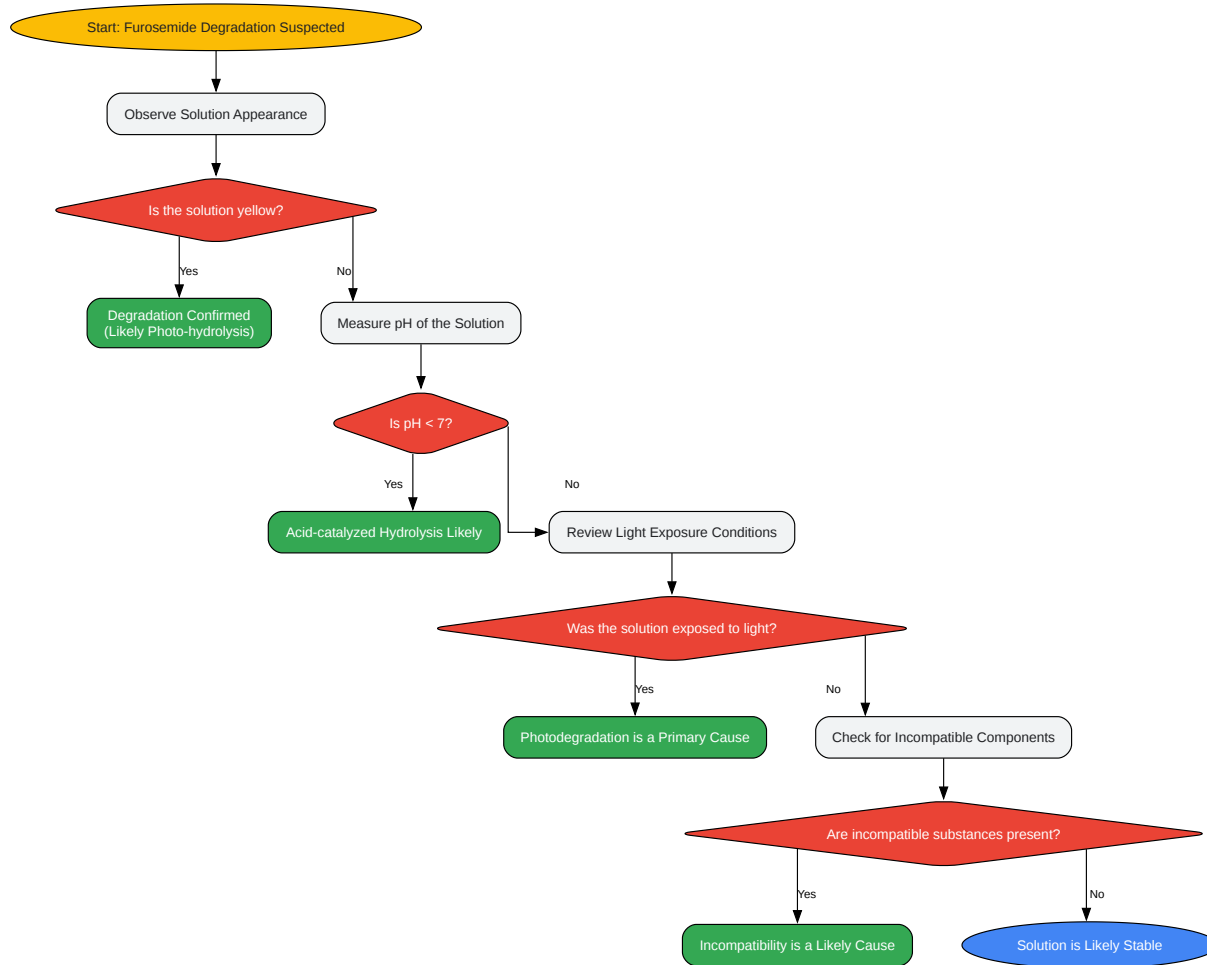 Start: Furosemide Degradation Suspected
Observe Solution Appearance
Is the solution yellow?
Yes
No
Degradation Confirmed
(Likely Photo-hydrolysis)
Measure pH of the Solution
Is pH < 7?
Yes
No
Acid-catalyzed Hydrolysis Likely
Review Light Exposure Conditions
Was the solution exposed to light?
Yes
No
Photodegradation is a Primary Cause
Check for Incompatible Components
Are incompatible substances present?
Yes
No
Incompatibility is a Likely Cause
Solution is Likely Stable